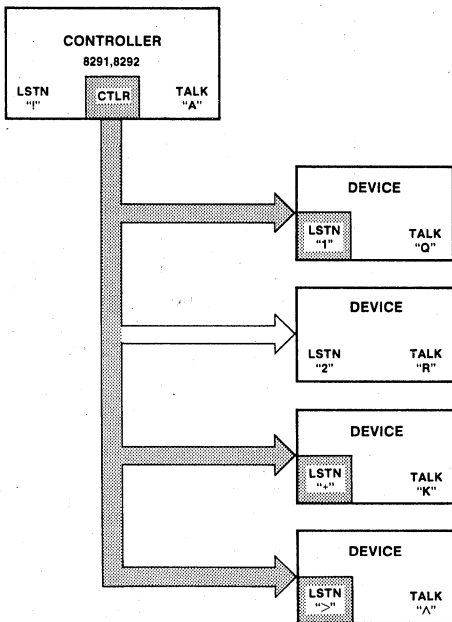 CONTROLLER
8291,8292
LSTN
"!"
CTLR
TALK
"A"
DEVICE
LSTN
"1"
TALK
"Q"
DEVICE
LSTN
"2"
TALK
"R"
DEVICE
LSTN
"+"
TALK
"K"
DEVICE
LSTN
">"
TALK
"^"